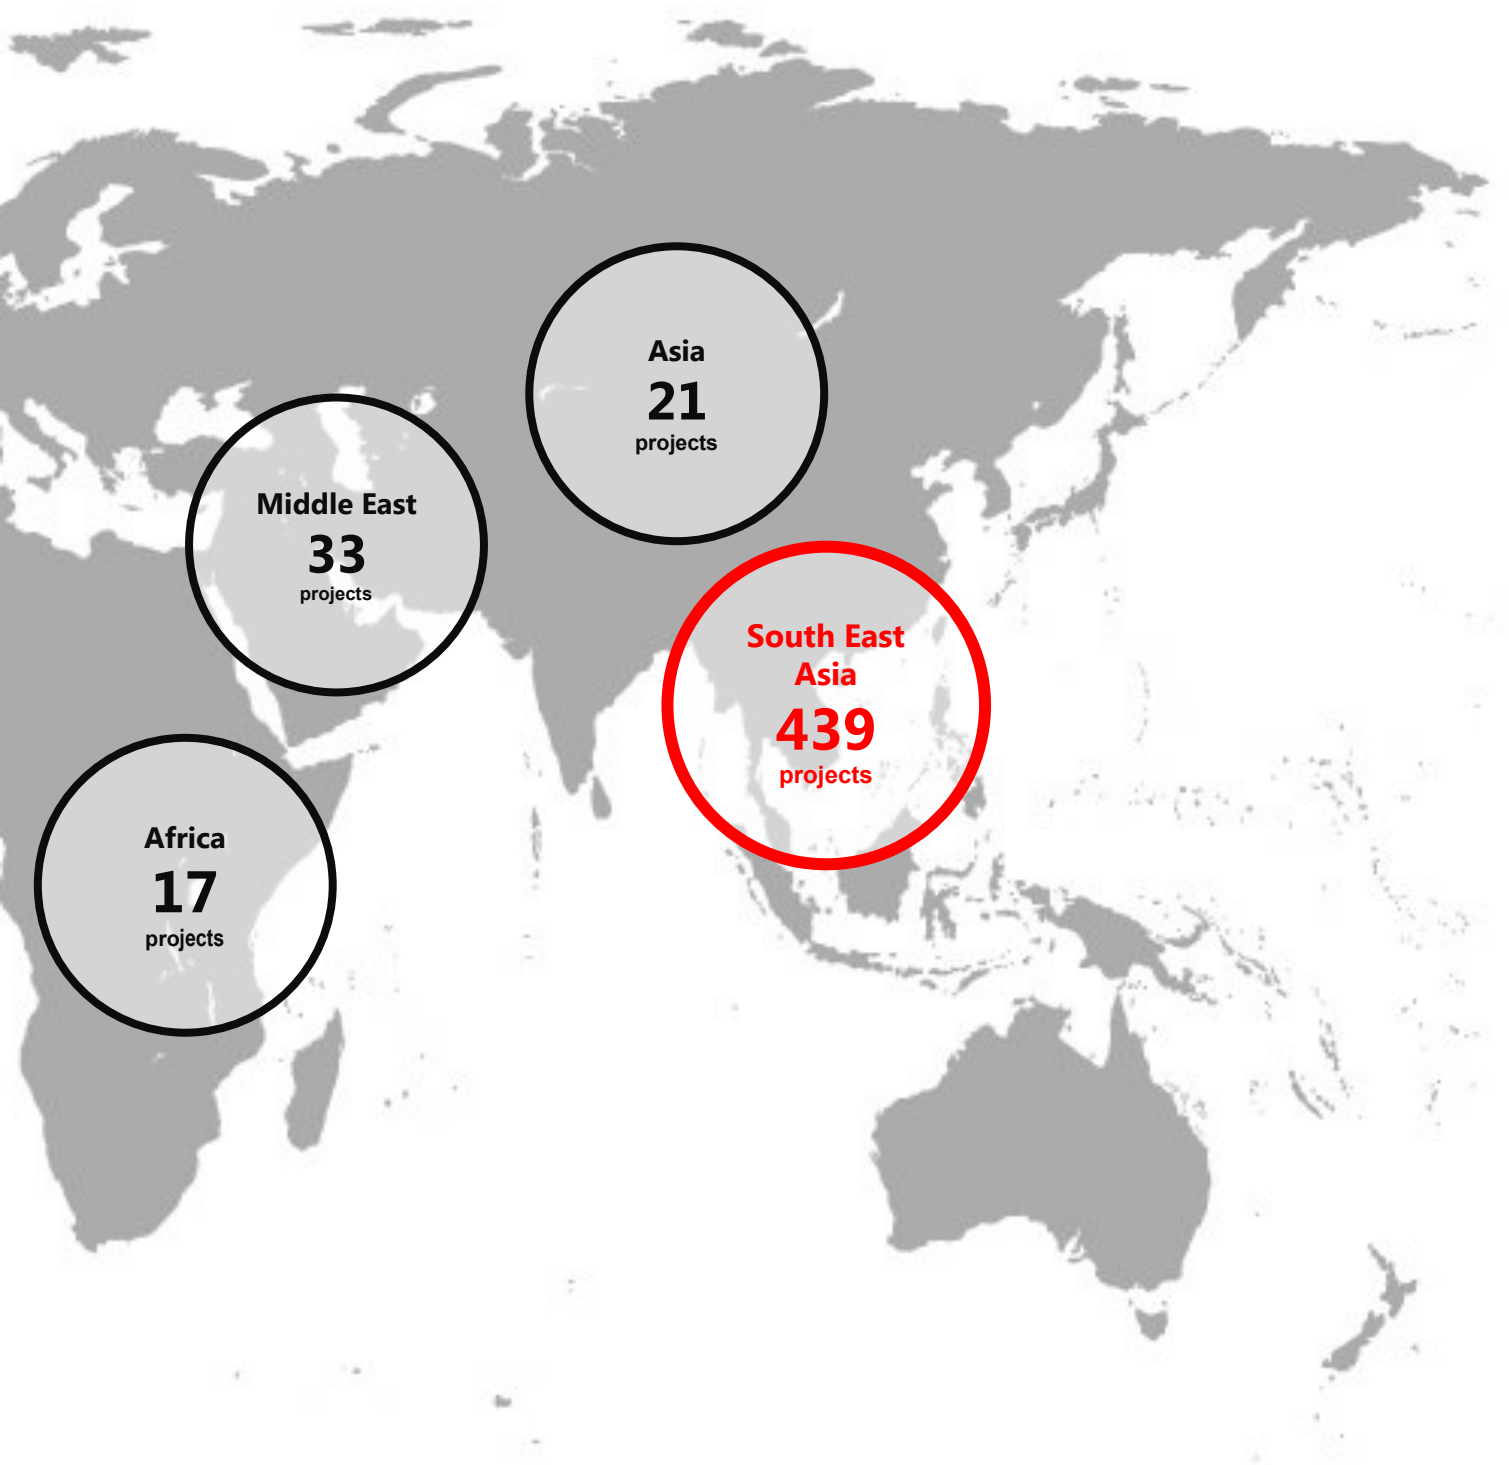 Asia
21
projects
Middle East
33
projects
South East
Asia
439
projects
Africa
17
projects